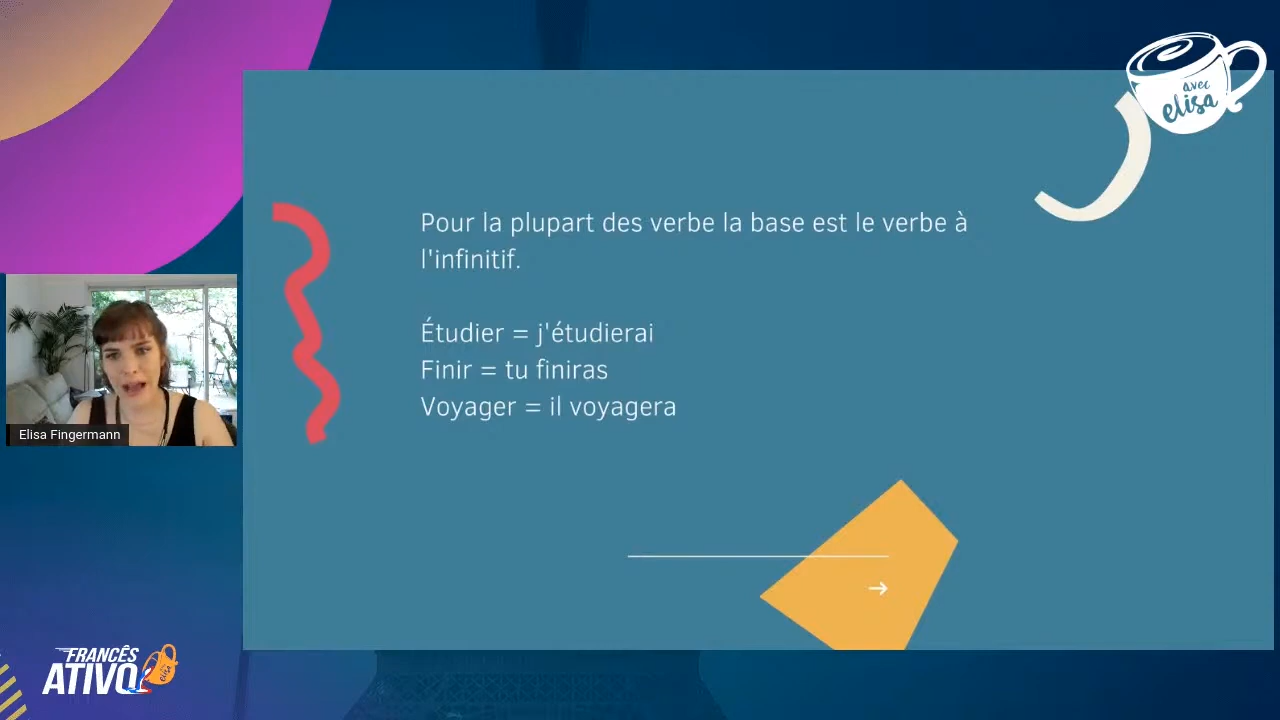 avec
elisa
Pour la plupart des verbe la base est le verbe à
l'infinitif.
Étudier = j'étudierai
Finir = tu finiras
Voyager = il voyagera
Elisa Fingermann
FRANCÊS
ATIVO
elisa